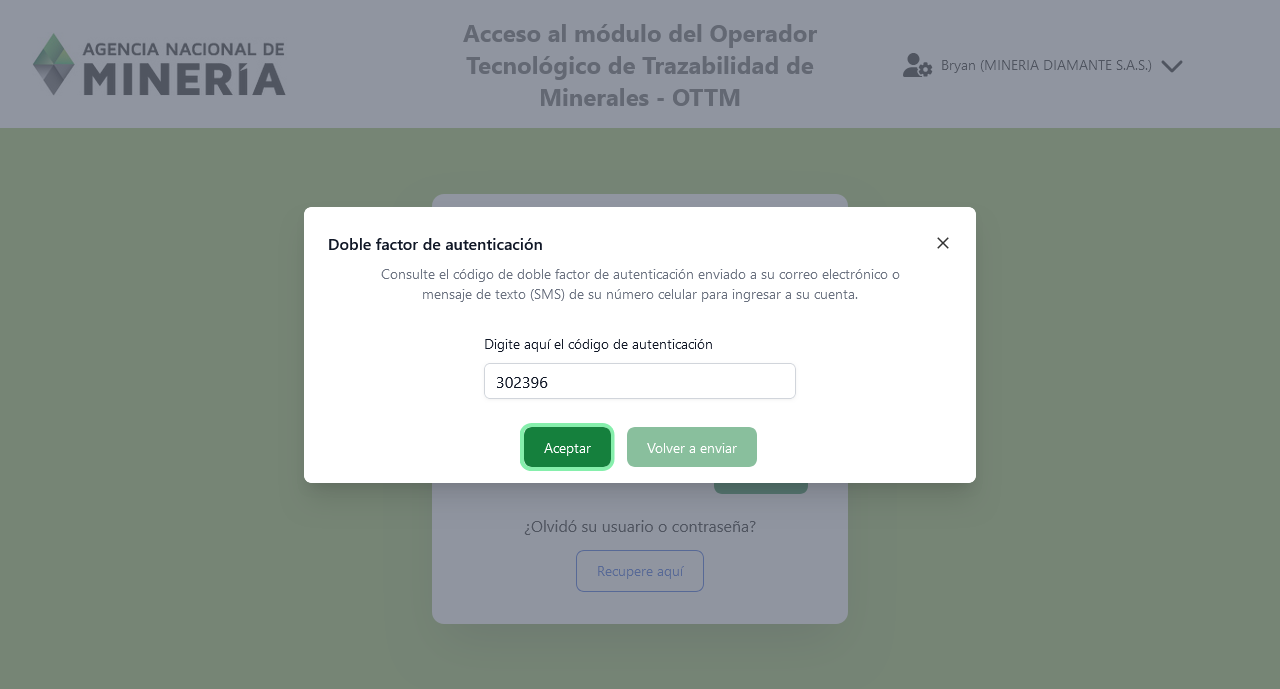 AGENCIA NACIONAL DE
MINERÍA
Acceso al módulo del Operador
Tecnológico de Trazabilidad de
Minerales - OTTM
Bryan (MINERIA DIAMANTE S.A.S.)
Doble factor de autenticación
Consulte el código de doble factor de autenticación enviado a su correo electrónico o
mensaje de texto (SMS) de su número celular para ingresar a su cuenta.
Digite aquí el código de autenticación
302396
Aceptar
Volver a enviar
¿Olvidó su usuario o contraseña?
Recupere aquí